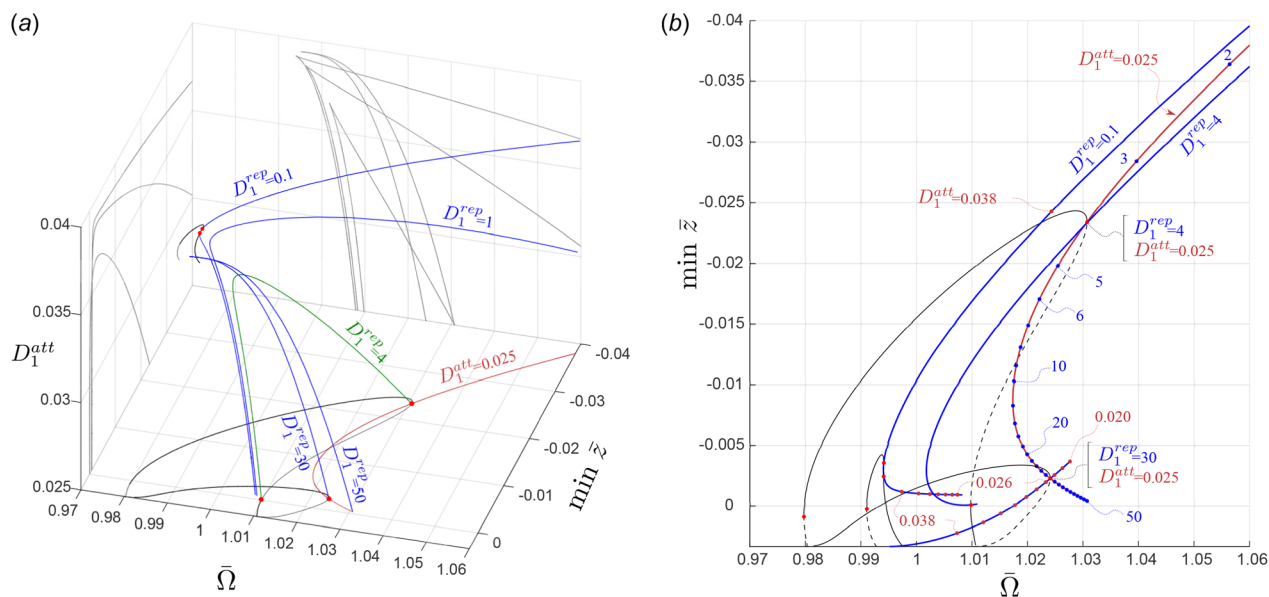 (a)
0.04
0.035
D₁ᵃᵗᵗ
0.03
0.025
0.97
0.98
0.99
1
1.01
1.02
1.03
1.04
1.05
1.06
Ω̄
-0.04
-0.03
-0.02
-0.01
0
min z̄
D₁ʳᵉᵖ=0.1
D₁ʳᵉᵖ=1
D₁ʳᵉᵖ=4
D₁ᵃᵗᵗ=0.025
D₁ʳᵉᵖ=30
D₁ʳᵉᵖ=50
(b)
-0.04
-0.035
-0.03
-0.025
-0.02
-0.015
-0.01
-0.005
0
min z̄
0.97
0.98
0.99
1
1.01
1.02
1.03
1.04
1.05
1.06
Ω̄
D₁ᵃᵗᵗ=0.025
2
D₁ʳᵉᵖ=0.1
3
D₁ʳᵉᵖ=4
D₁ᵃᵗᵗ=0.038
D₁ʳᵉᵖ=4
D₁ᵃᵗᵗ=0.025
5
6
10
20
0.020
D₁ʳᵉᵖ=30
D₁ᵃᵗᵗ=0.025
0.026
0.038
50